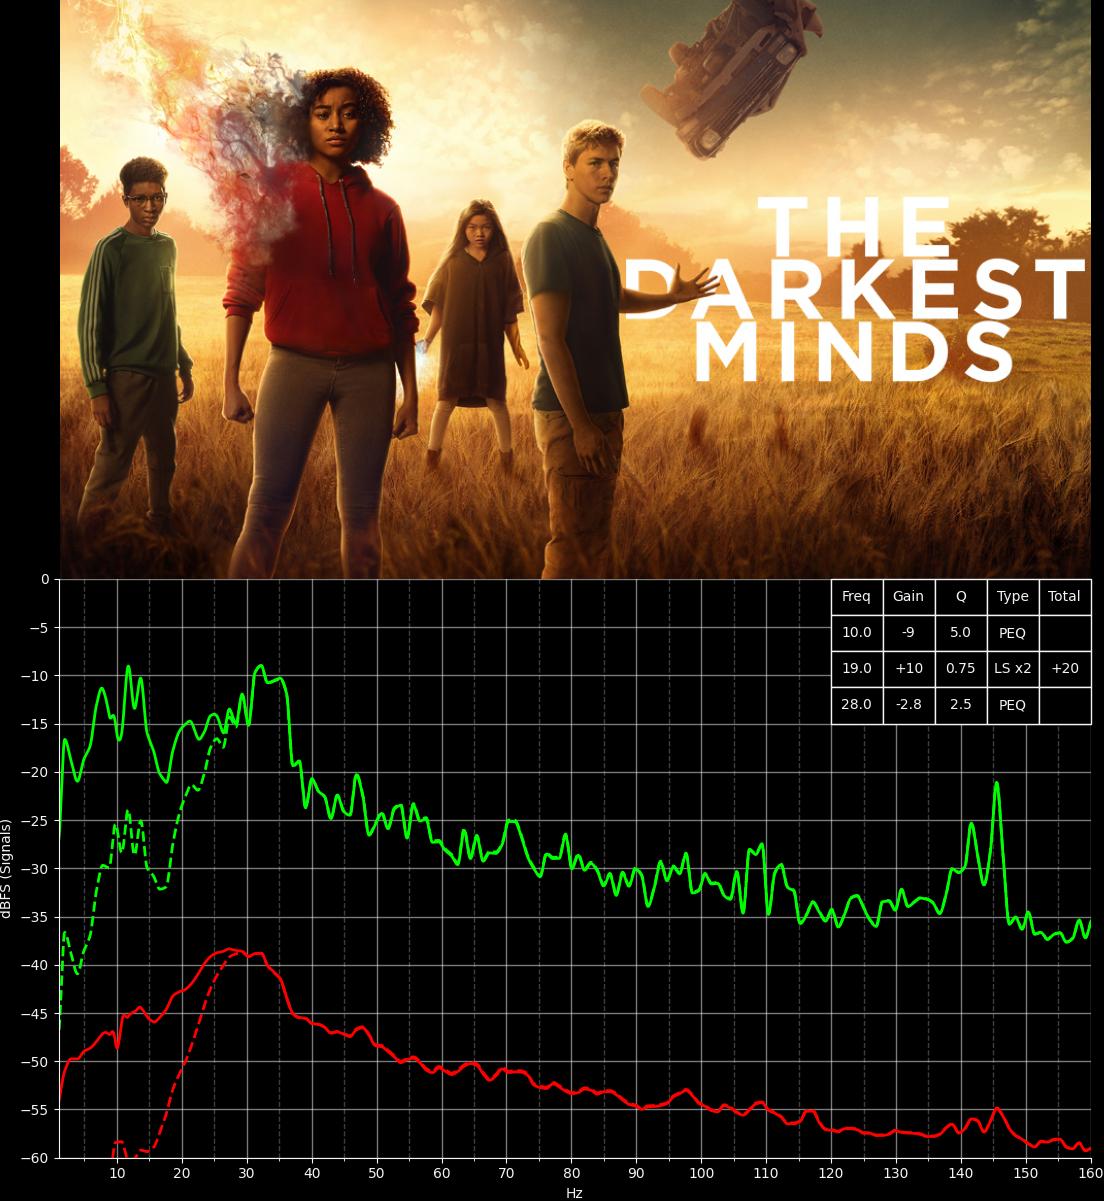 THE
DARKEST
MINDS
Freq Gain Q Type Total
10.0 -9 5.0 PEQ
19.0 +10 0.75 LS x2 +20
28.0 -2.8 2.5 PEQ
0
−5
−10
−15
−20
−25
−30
−35
−40
−45
−50
−55
−60
dBFS (Signals)
10 20 30 40 50 60 70 80 90 100 110 120 130 140 150 160
Hz